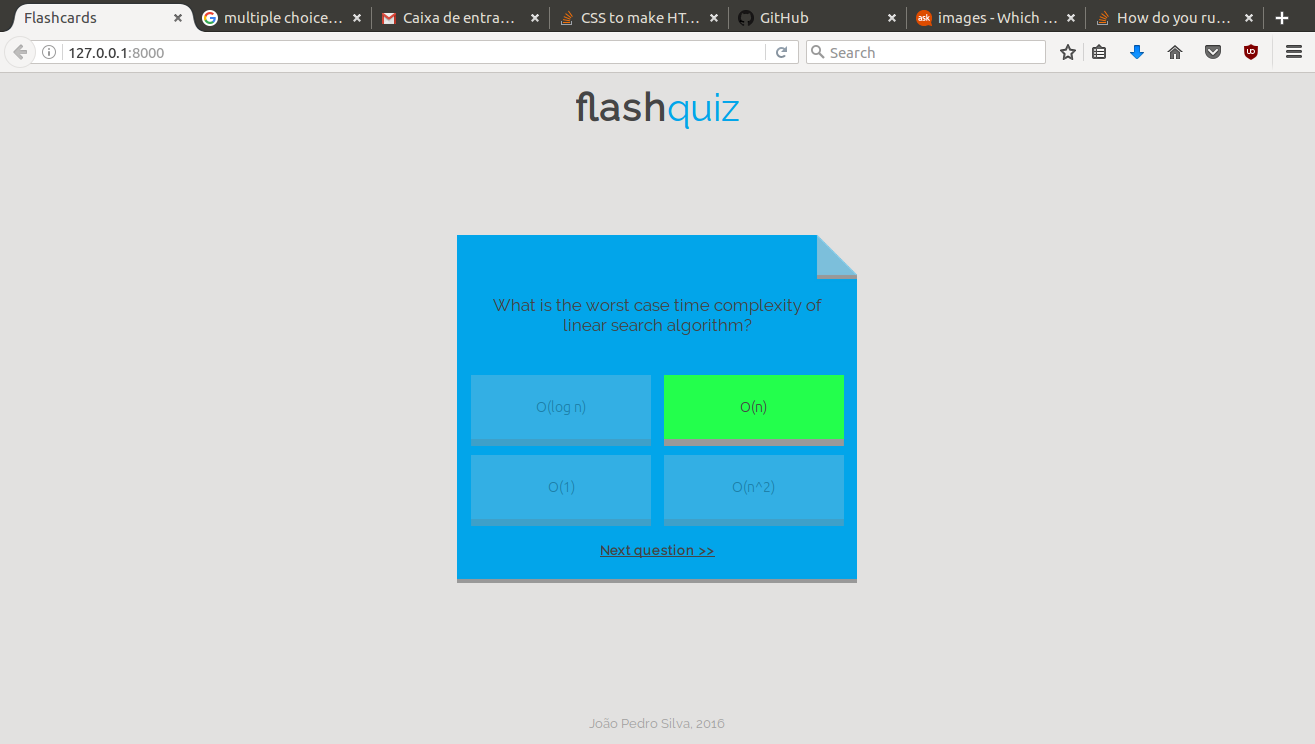 Flashcards
multiple choice...
Caixa de entra...
CSS to make HT...
GitHub
images - Which ...
How do you ru...
127.0.0.1:8000
Search
flashquiz
What is the worst case time complexity of
linear search algorithm?
O(log n)
O(n)
O(1)
O(n^2)
Next question >>
João Pedro Silva, 2016